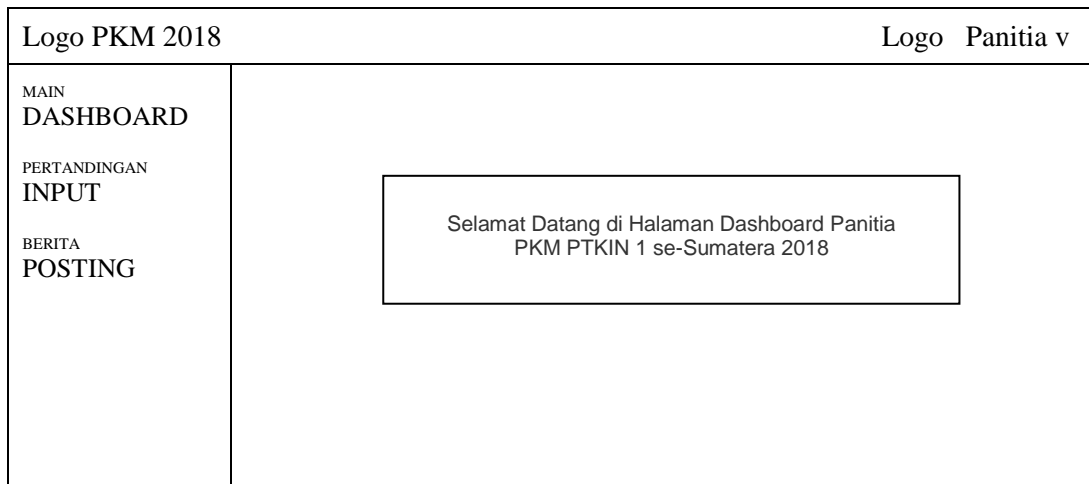 Logo PKM 2018
Logo Panitia v
MAIN
DASHBOARD
PERTANDINGAN
INPUT
BERITA
POSTING
Selamat Datang di Halaman Dashboard Panitia
PKM PTKIN 1 se-Sumatera 2018